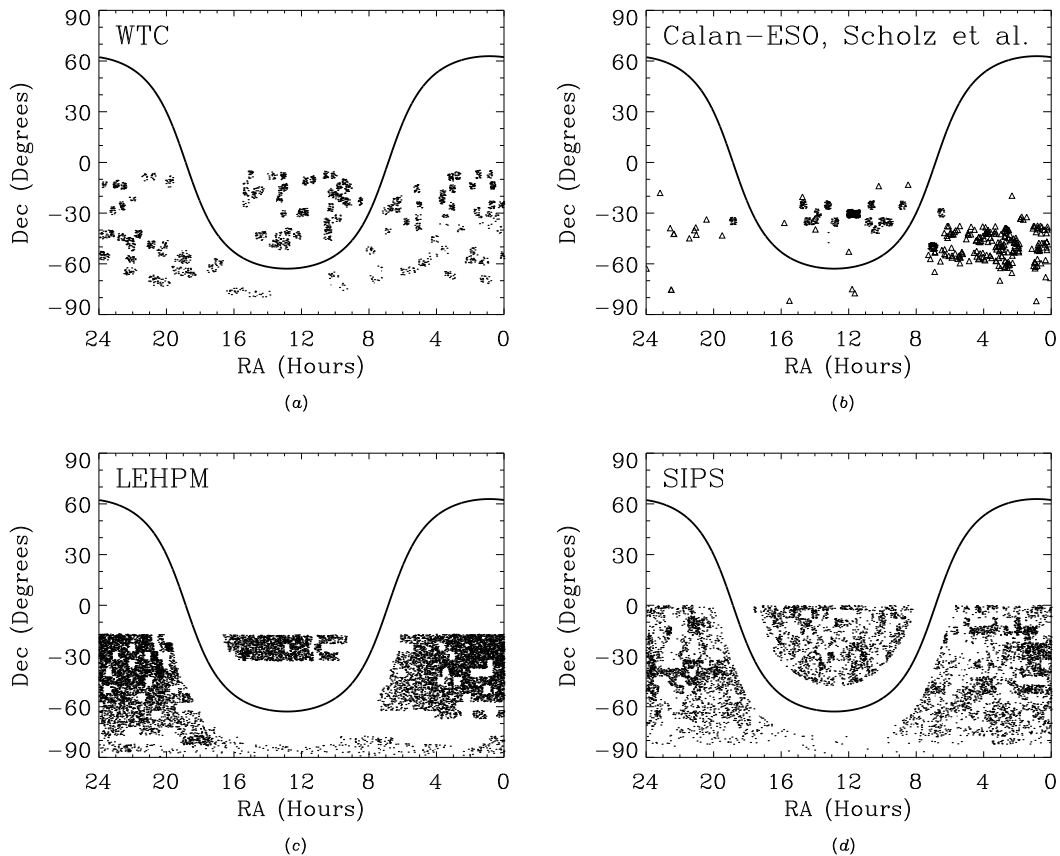 WTC
90
60
30
0
−30
−60
−90
Dec (Degrees)
24 20 16 12 8 4 0
RA (Hours)
(a)
Calan−ESO, Scholz et al.
90
60
30
0
−30
−60
−90
Dec (Degrees)
24 20 16 12 8 4 0
RA (Hours)
(b)
LEHPM
90
60
30
0
−30
−60
−90
Dec (Degrees)
24 20 16 12 8 4 0
RA (Hours)
(c)
SIPS
90
60
30
0
−30
−60
−90
Dec (Degrees)
24 20 16 12 8 4 0
RA (Hours)
(d)